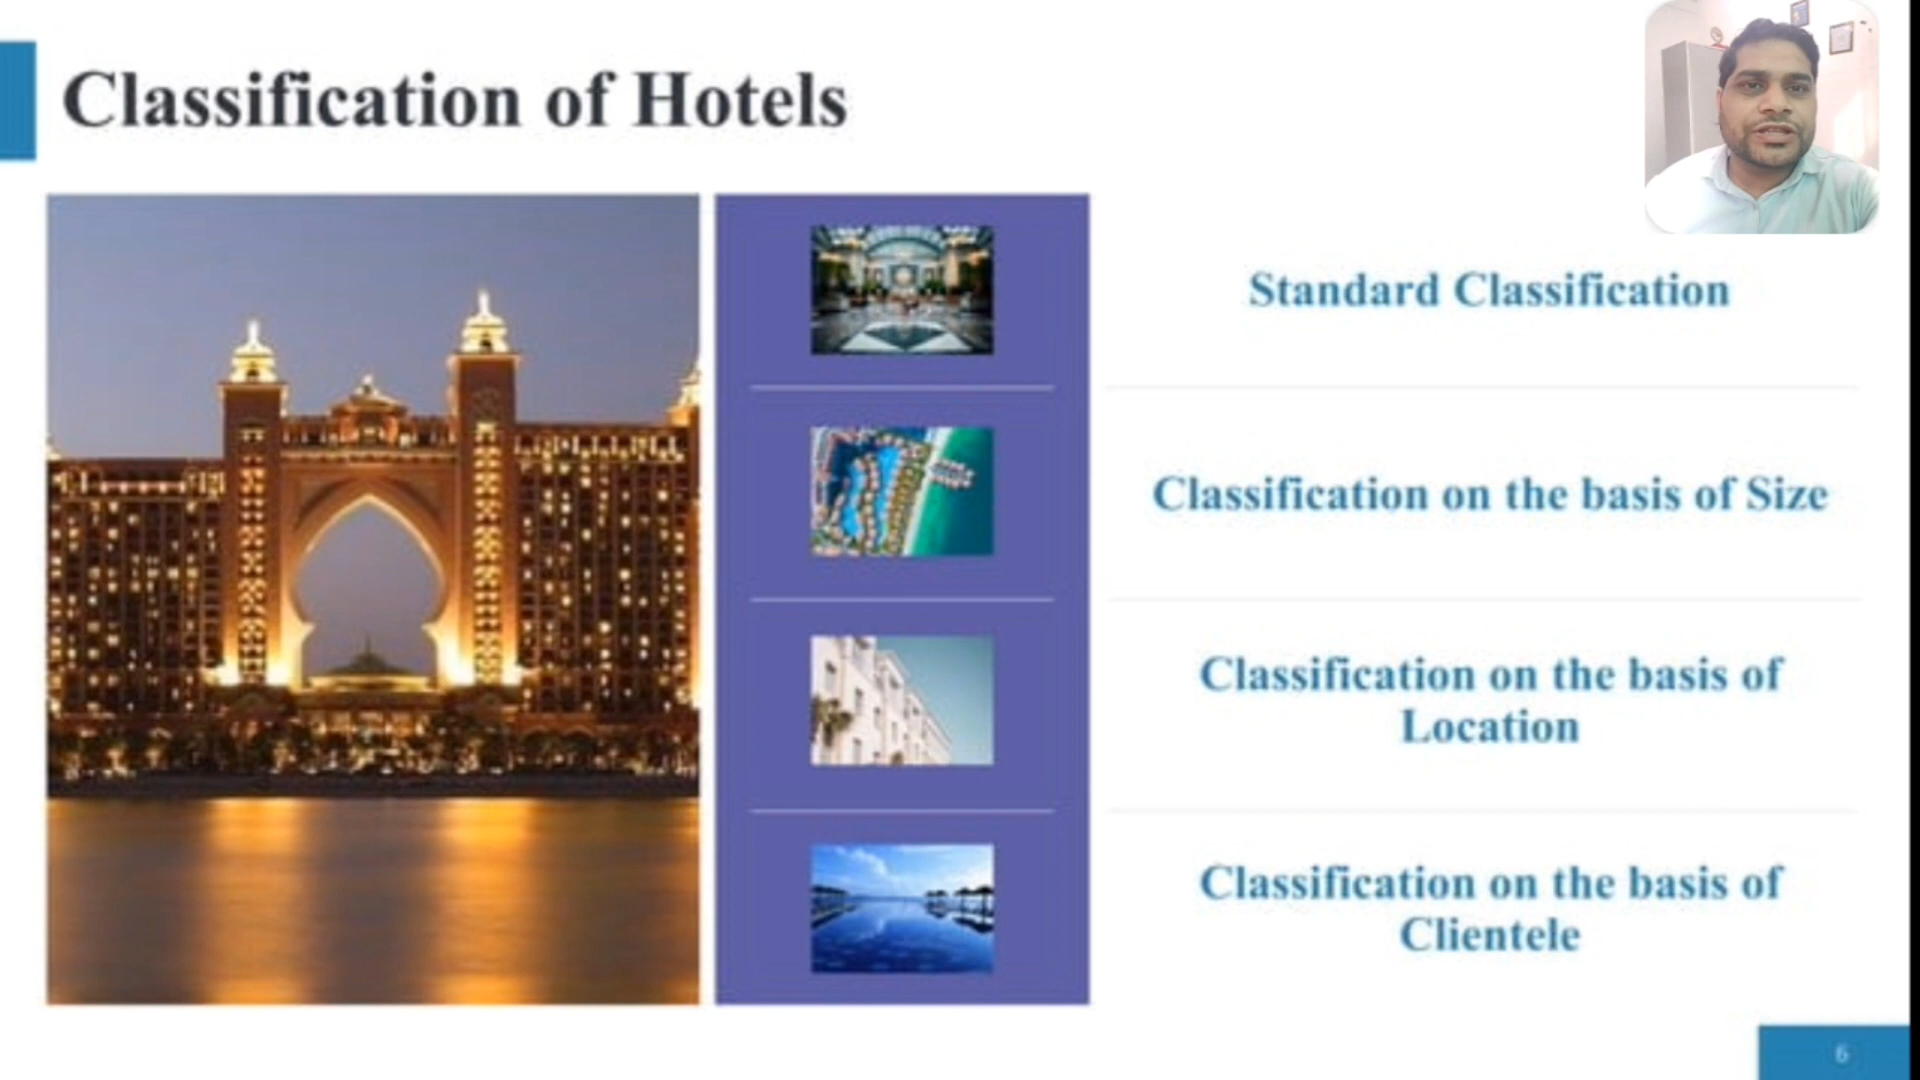 Classification of Hotels
Standard Classification
Classification on the basis of Size
Classification on the basis of
Location
Classification on the basis of
Clientele
6